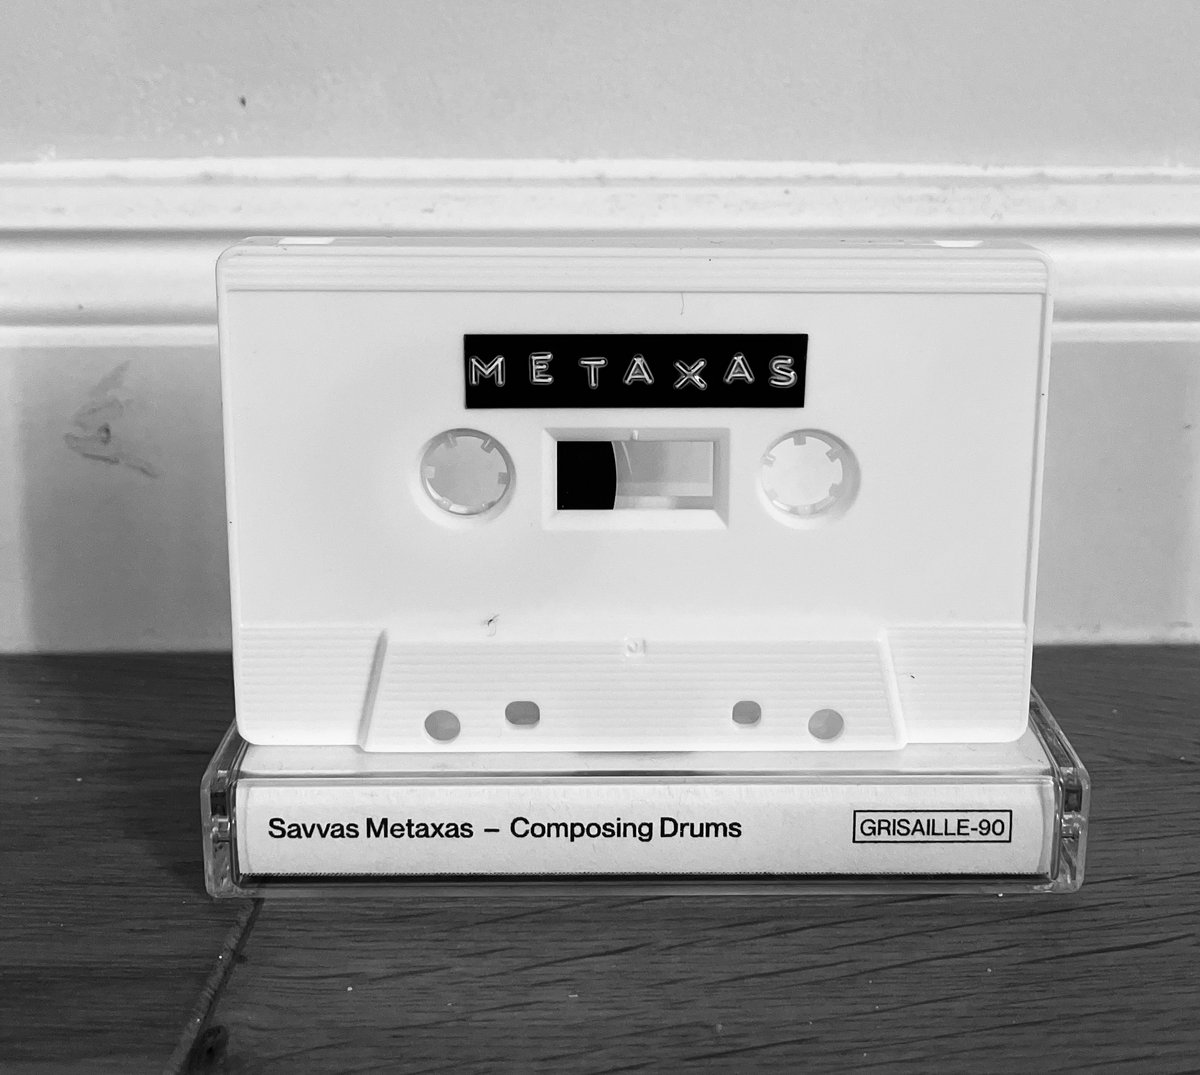 METAXAS
Savvas Metaxas – Composing Drums
GRISAILLE-90